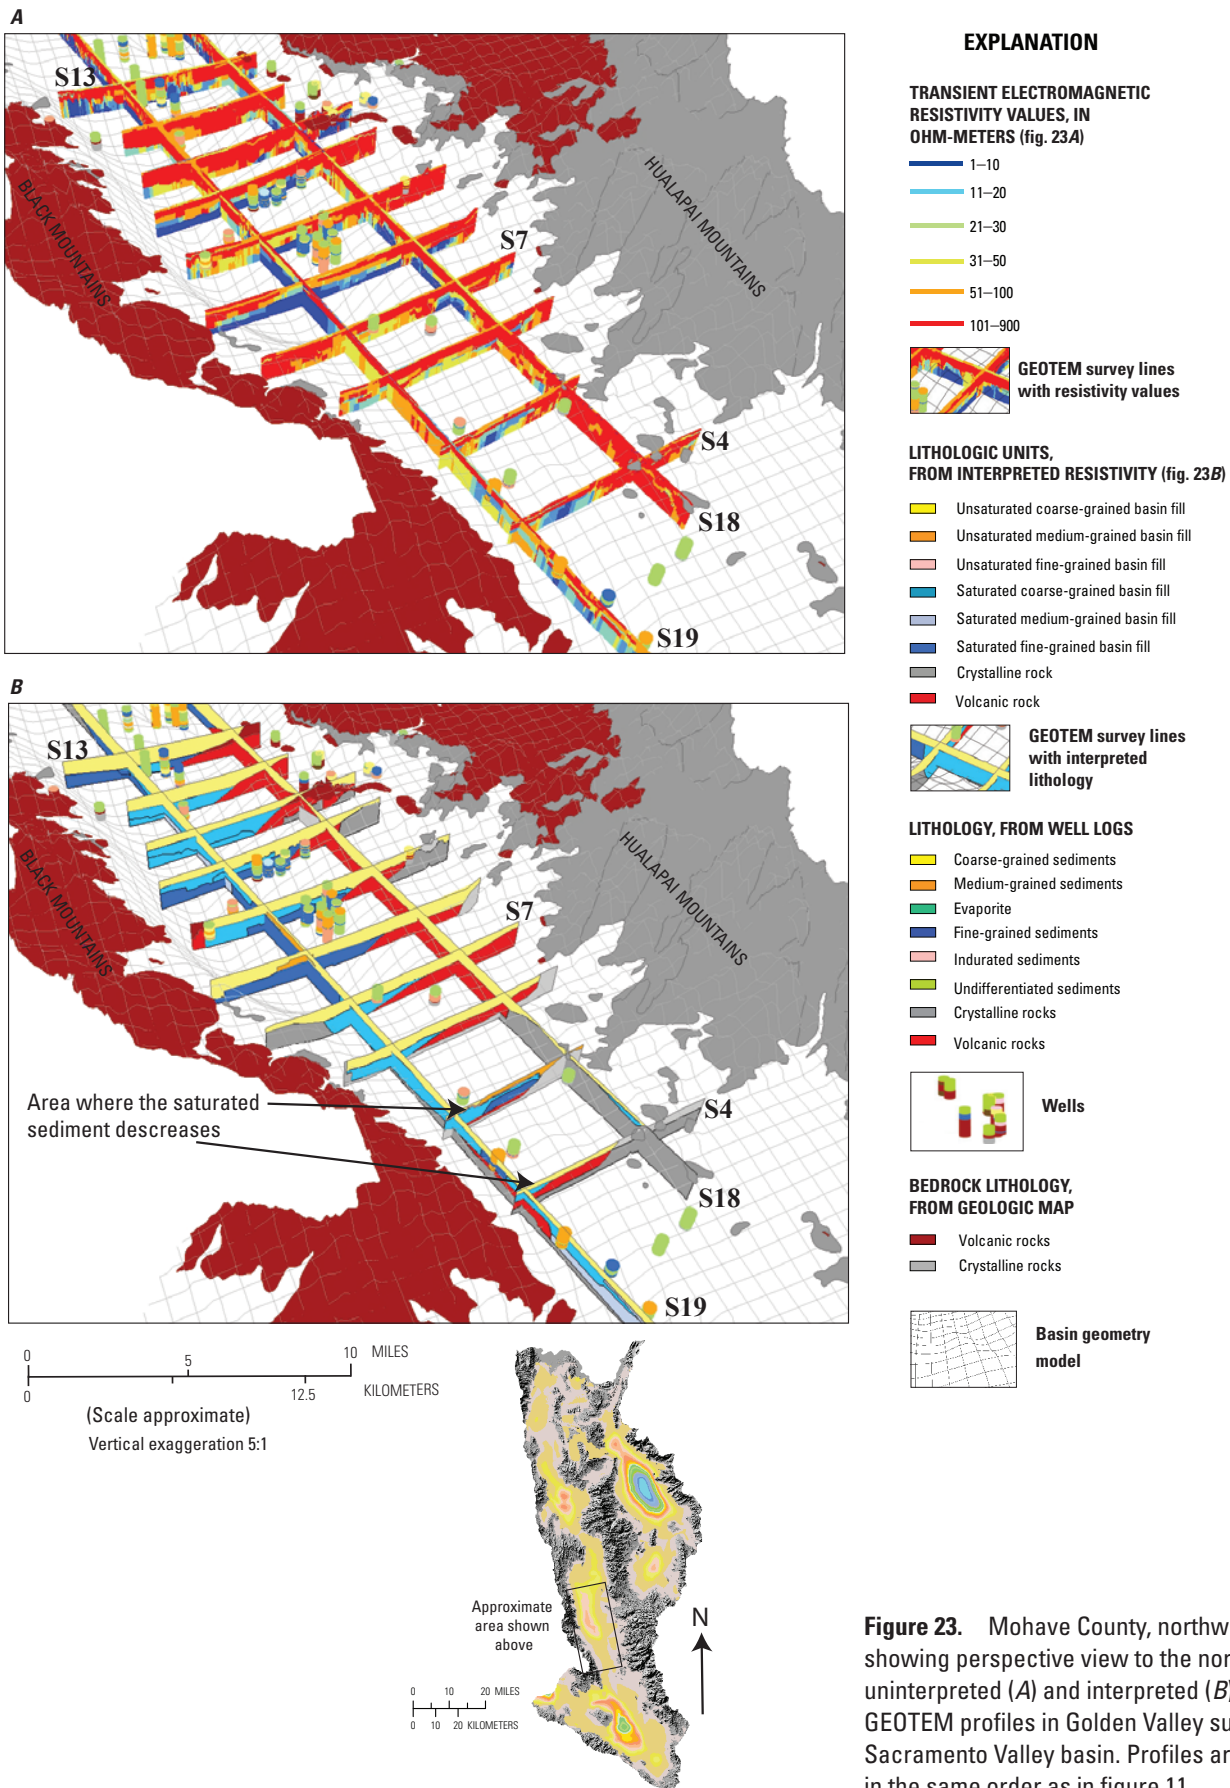 A
S13
BLACK MOUNTAINS
HUALAPAI MOUNTAINS
S7
S4
S18
S19
B
S13
BLACK MOUNTAINS
HUALAPAI MOUNTAINS
S7
Area where the saturated
sediment descreases
S4
S18
S19
0 5 10 MILES
0 12.5 KILOMETERS
(Scale approximate)
Vertical exaggeration 5:1
Approximate
area shown
above
N
0 10 20 MILES
0 10 20 KILOMETERS
EXPLANATION
TRANSIENT ELECTROMAGNETIC
RESISTIVITY VALUES, IN
OHM-METERS (fig. 23A)
1–10
11–20
21–30
31–50
51–100
101–900
GEOTEM survey lines
with resistivity values
LITHOLOGIC UNITS,
FROM INTERPRETED RESISTIVITY (fig. 23B)
Unsaturated coarse-grained basin fill
Unsaturated medium-grained basin fill
Unsaturated fine-grained basin fill
Saturated coarse-grained basin fill
Saturated medium-grained basin fill
Saturated fine-grained basin fill
Crystalline rock
Volcanic rock
GEOTEM survey lines
with interpreted
lithology
LITHOLOGY, FROM WELL LOGS
Coarse-grained sediments
Medium-grained sediments
Evaporite
Fine-grained sediments
Indurated sediments
Undifferentiated sediments
Crystalline rocks
Volcanic rocks
Wells
BEDROCK LITHOLOGY,
FROM GEOLOGIC MAP
Volcanic rocks
Crystalline rocks
Basin geometry
model
Figure 23. Mohave County, northw
showing perspective view to the nor
uninterpreted (A) and interpreted (B)
GEOTEM profiles in Golden Valley su
Sacramento Valley basin. Profiles ar
in the same order as in figure 11.